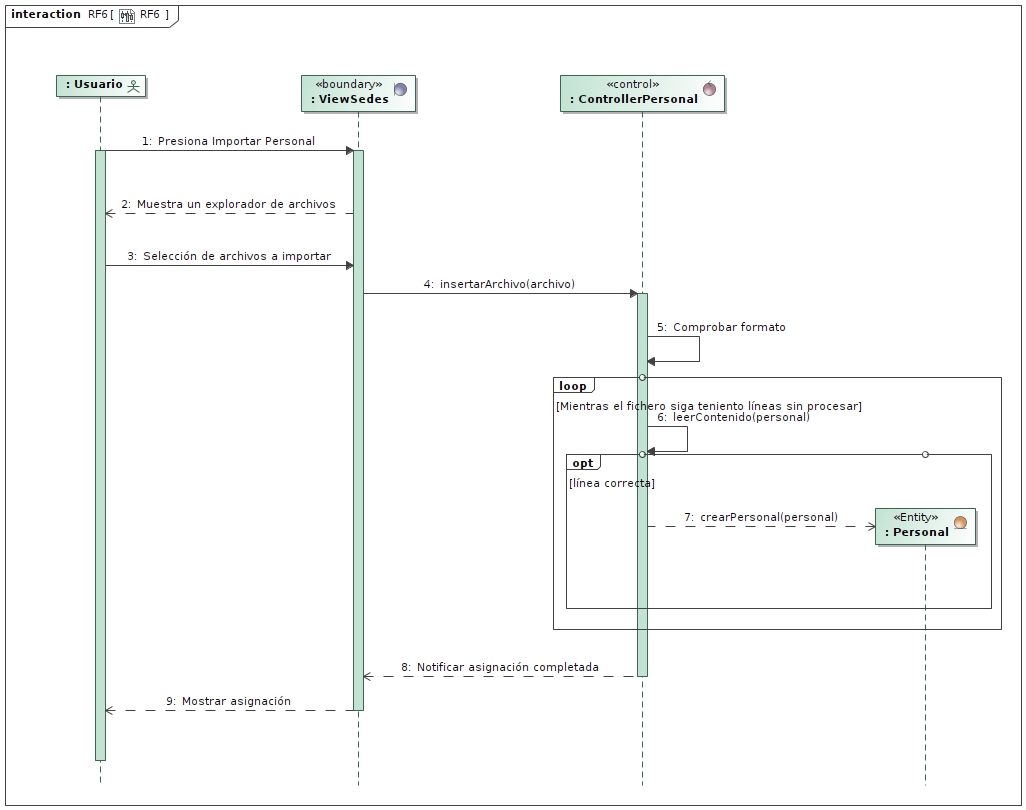 interaction RF6 [ RF6 ]
: Usuario
«boundary»
: ViewSedes
«control»
: ControllerPersonal
1: Presiona Importar Personal
2: Muestra un explorador de archivos
3: Selección de archivos a importar
4: insertarArchivo(archivo)
5: Comprobar formato
loop
[Mientras el fichero siga teniento líneas sin procesar]
6: leerContenido(personal)
opt
[línea correcta]
7: crearPersonal(personal)
«Entity»
: Personal
8: Notificar asignación completada
9: Mostrar asignación